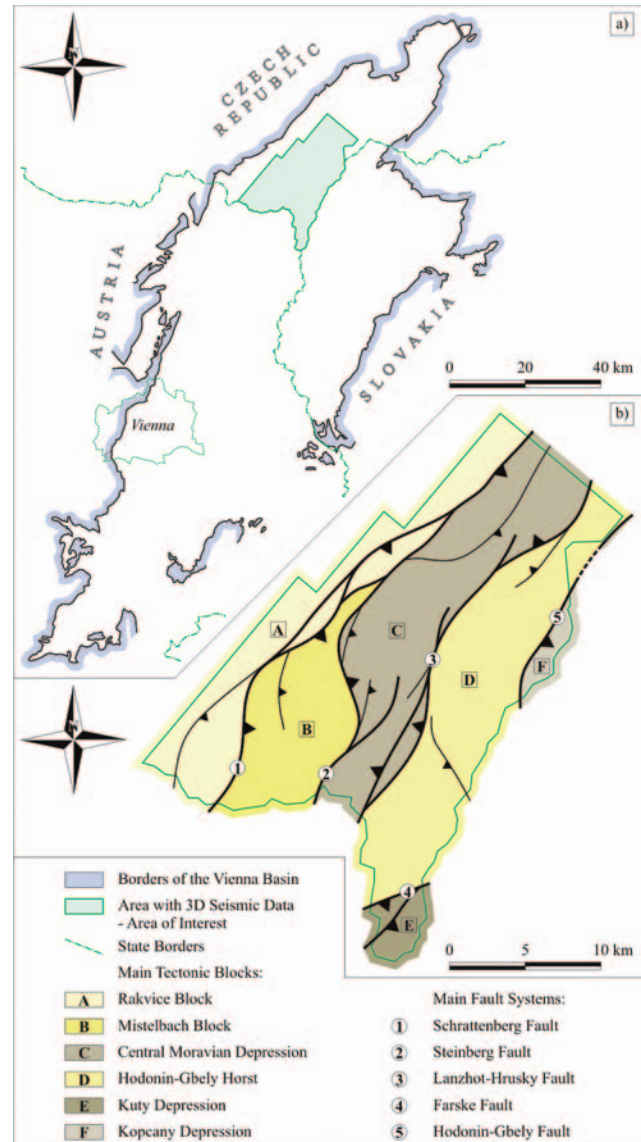 a)
N
CZECH
REPUBLIC
AUSTRIA
SLOVAKIA
Vienna
0 20 40 km
b)
A
C
5
3
F
D
N
B
1
2
4
E
0 5 10 km
Borders of the Vienna Basin
Area with 3D Seismic Data
- Area of Interest
State Borders
Main Tectonic Blocks:
A Rakvice Block
B Mistelbach Block
C Central Moravian Depression
D Hodonin-Gbely Horst
E Kuty Depression
F Kopcany Depression
Main Fault Systems:
1 Schrattenberg Fault
2 Steinberg Fault
3 Lanzhot-Hrusky Fault
4 Farske Fault
5 Hodonin-Gbely Fault